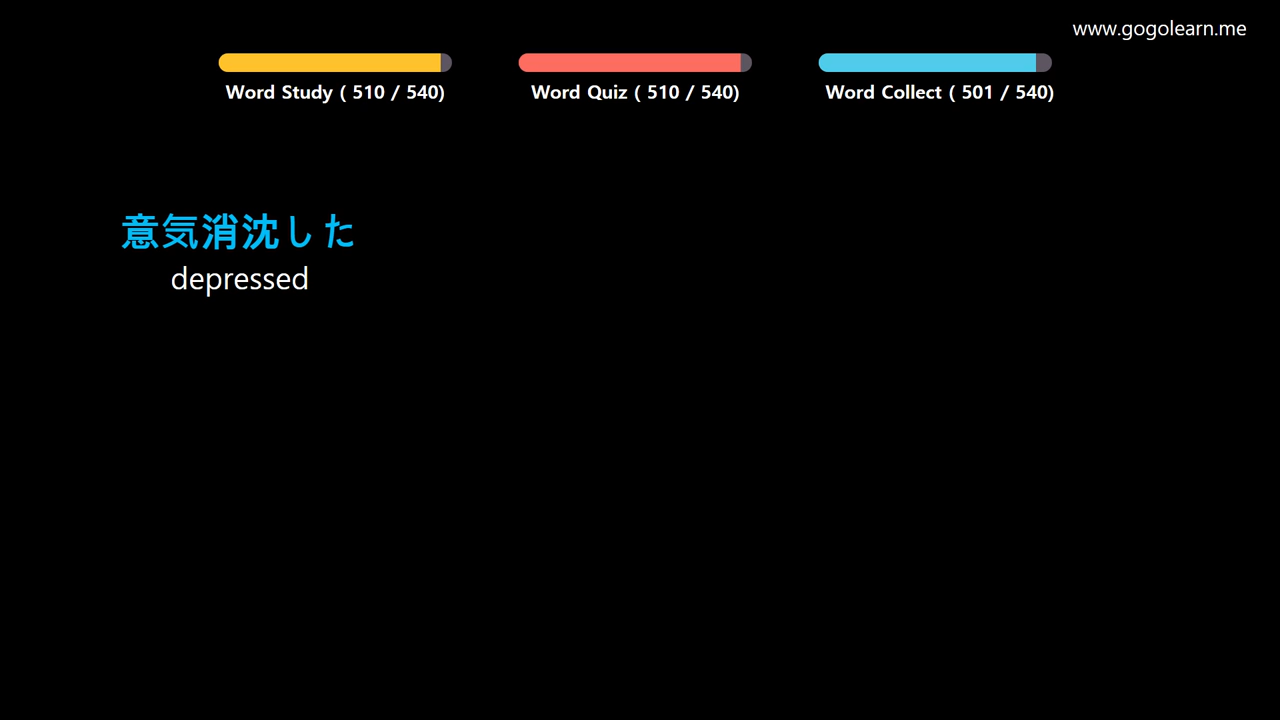 www.gogolearn.me
Word Study ( 510 / 540)
Word Quiz ( 510 / 540)
Word Collect ( 501 / 540)
意気消沈した
depressed